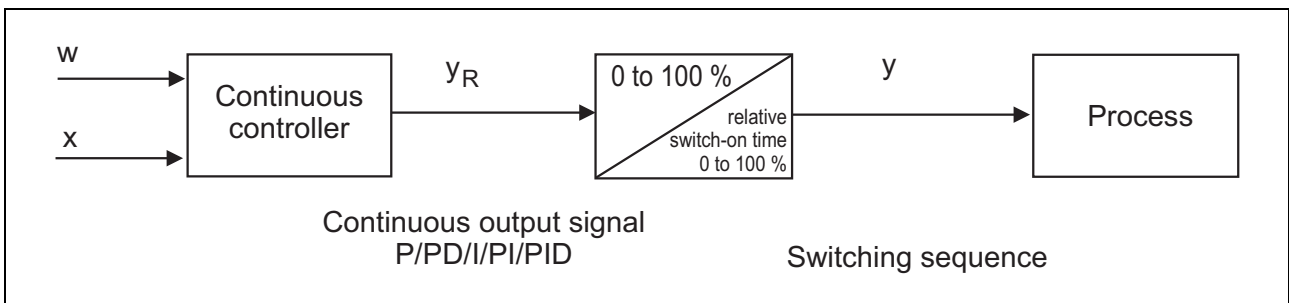 w
x
Continuous
controller
y_R
0 to 100 %
relative
switch-on time
0 to 100 %
y
Process
Continuous output signal
P/PD/I/PI/PID
Switching sequence